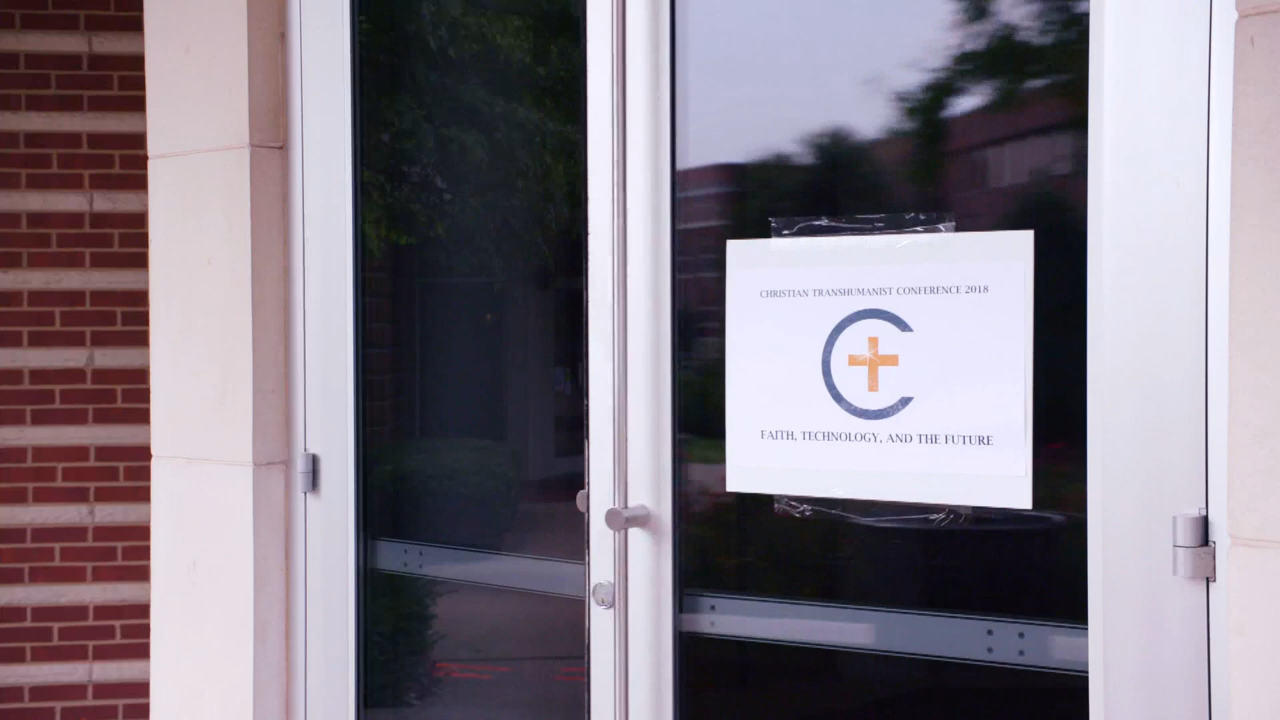 CHRISTIAN TRANSHUMANIST CONFERENCE 2018
FAITH, TECHNOLOGY, AND THE FUTURE